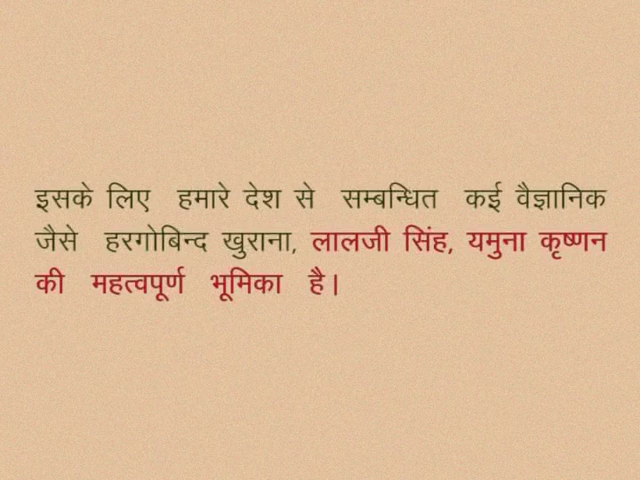 इसके लिए हमारे देश से सम्बन्धित कई वैज्ञानिक
जैसे हरगोबिन्द खुराना, लालजी सिंह, यमुना कृष्णन
की महत्वपूर्ण भूमिका है।